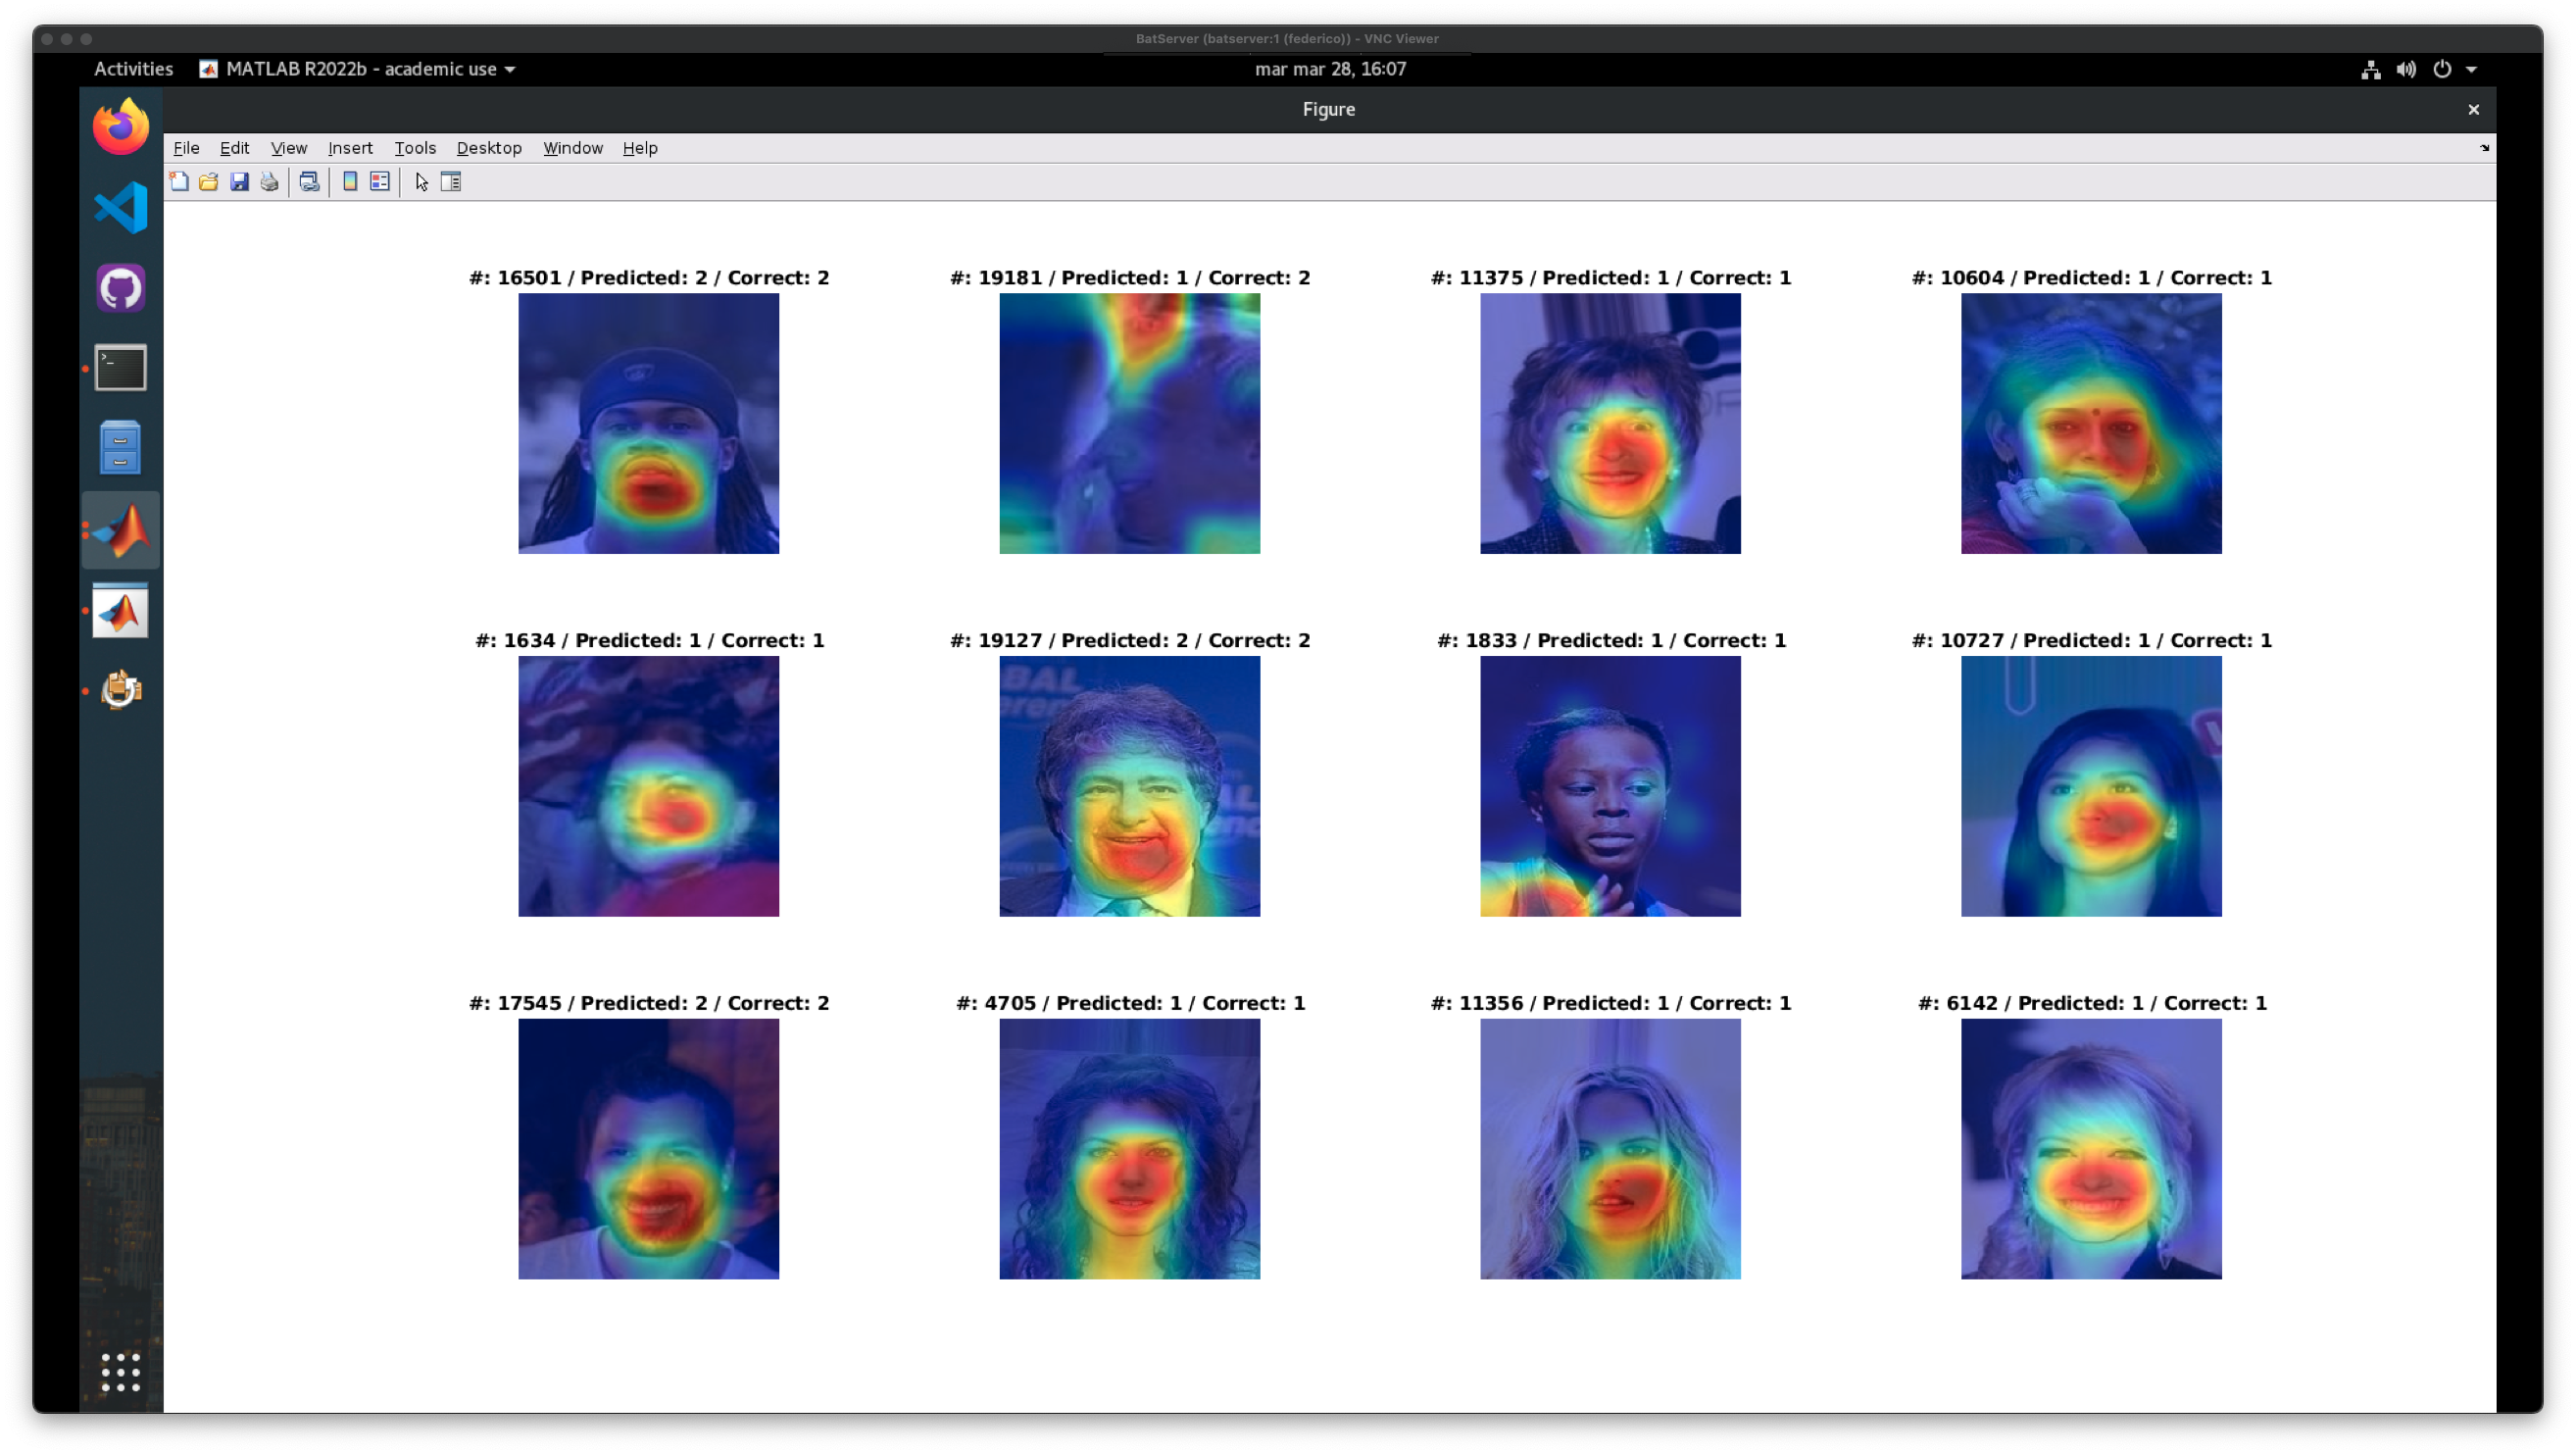 BatServer (batserver:1 (federico)) - VNC Viewer
Activities MATLAB R2022b - academic use mar mar 28, 16:07
Figure
File Edit View Insert Tools Desktop Window Help
#: 16501 / Predicted: 2 / Correct: 2 #: 19181 / Predicted: 1 / Correct: 2 #: 11375 / Predicted: 1 / Correct: 1 #: 10604 / Predicted: 1 / Correct: 1
#: 1634 / Predicted: 1 / Correct: 1 #: 19127 / Predicted: 2 / Correct: 2 #: 1833 / Predicted: 1 / Correct: 1 #: 10727 / Predicted: 1 / Correct: 1
BAL
#: 17545 / Predicted: 2 / Correct: 2 #: 4705 / Predicted: 1 / Correct: 1 #: 11356 / Predicted: 1 / Correct: 1 #: 6142 / Predicted: 1 / Correct: 1